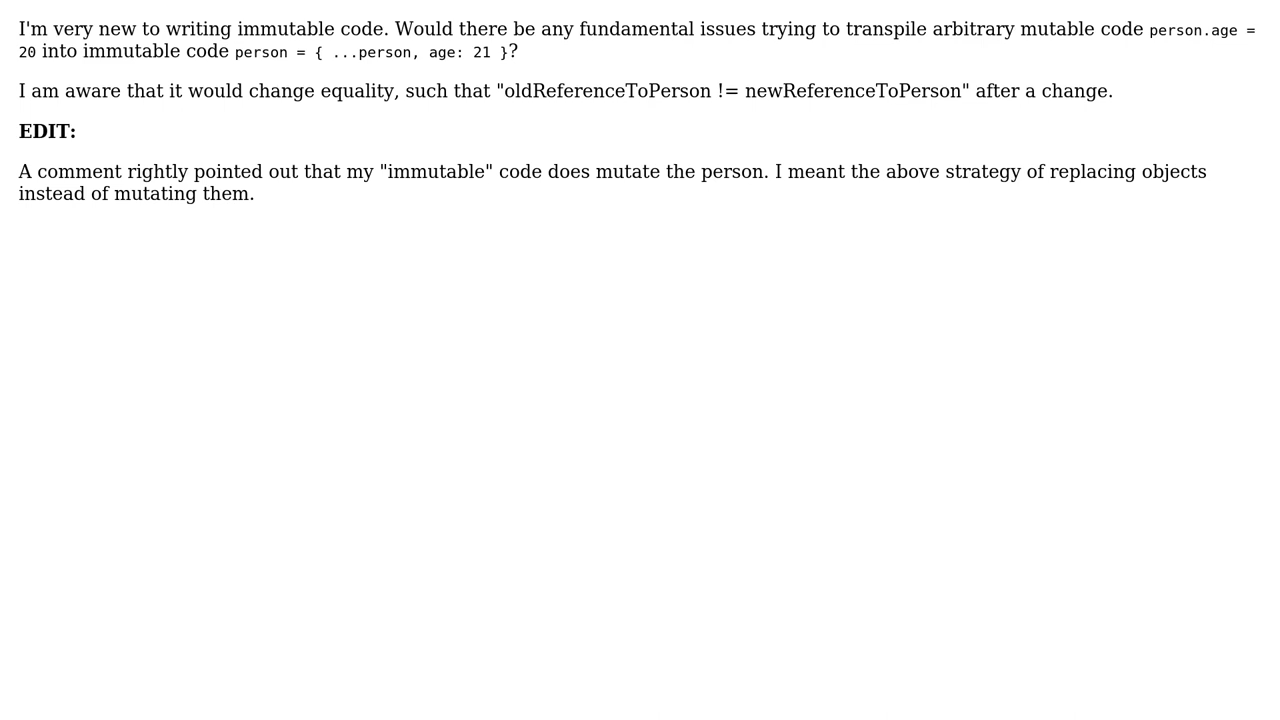 I'm very new to writing immutable code. Would there be any fundamental issues trying to transpile arbitrary mutable code person.age =
20 into immutable code person = { ...person, age: 21 }?
I am aware that it would change equality, such that "oldReferenceToPerson != newReferenceToPerson" after a change.
EDIT:
A comment rightly pointed out that my "immutable" code does mutate the person. I meant the above strategy of replacing objects
instead of mutating them.